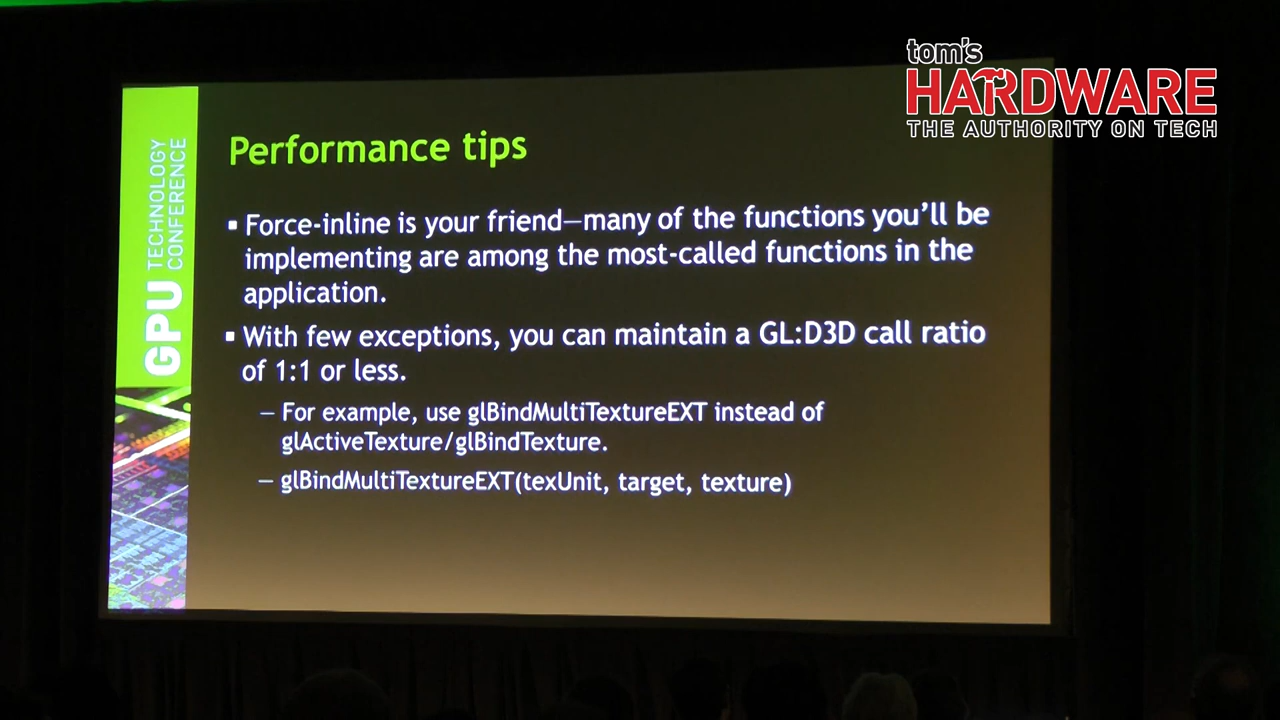 tom's
HARDWARE
THE AUTHORITY ON TECH
GPU TECHNOLOGY
CONFERENCE
Performance tips
▪ Force-inline is your friend—many of the functions you'll be
implementing are among the most-called functions in the
application.
▪ With few exceptions, you can maintain a GL:D3D call ratio
of 1:1 or less.
– For example, use glBindMultiTextureEXT instead of
glActiveTexture/glBindTexture.
– glBindMultiTextureEXT(texUnit, target, texture)